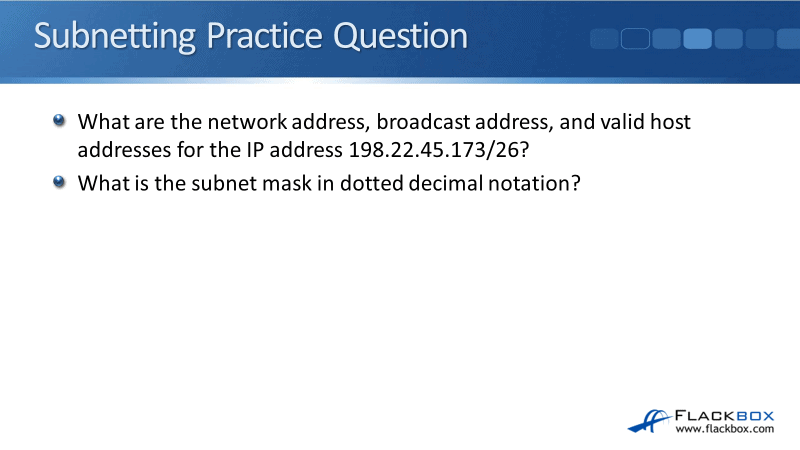 Subnetting Practice Question
What are the network address, broadcast address, and valid host
addresses for the IP address 198.22.45.173/26?
What is the subnet mask in dotted decimal notation?
FLACKBOX
www.flackbox.com